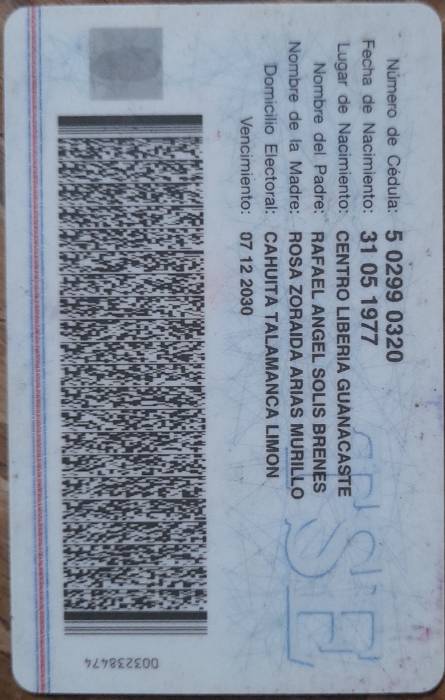 Número de Cédula: 5 0299 0320
Fecha de Nacimiento: 31 05 1977
Lugar de Nacimiento: CENTRO LIBERIA GUANACASTE
Nombre del Padre: RAFAEL ANGEL SOLIS BRENES
Nombre de la Madre: ROSA ZORAIDA ARIAS MURILLO
Domicilio Electoral: CAHUITA TALAMANCA LIMON
Vencimiento: 07 12 2030
TSE
D03238474